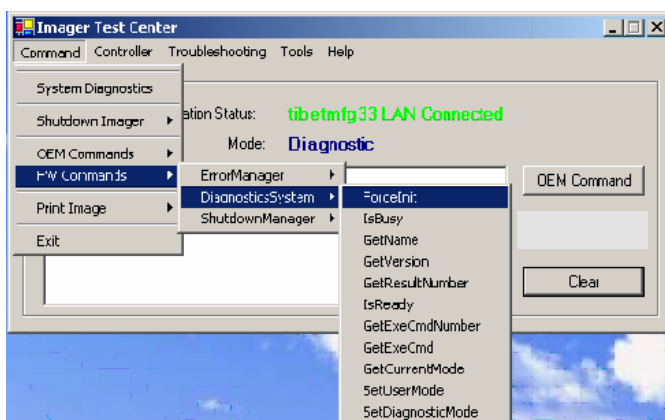 Imager Test Center
Command Controller Troubleshooting Tools Help
System Diagnostics
ation Status: tibetmfg33 LAN Connected
Shutdown Imager
Mode: Diagnostic
OEM Commands
FW Commands
ErrorManager
OEM Command
DiagnosticsSystem
ForceInit
Print Image
ShutdownManager
IsBusy
Exit
GetName
GetVersion
GetResultNumber
Clear
IsReady
GetExeCmdNumber
GetExeCmd
GetCurrentMode
SetUserMode
SetDiagnosticMode